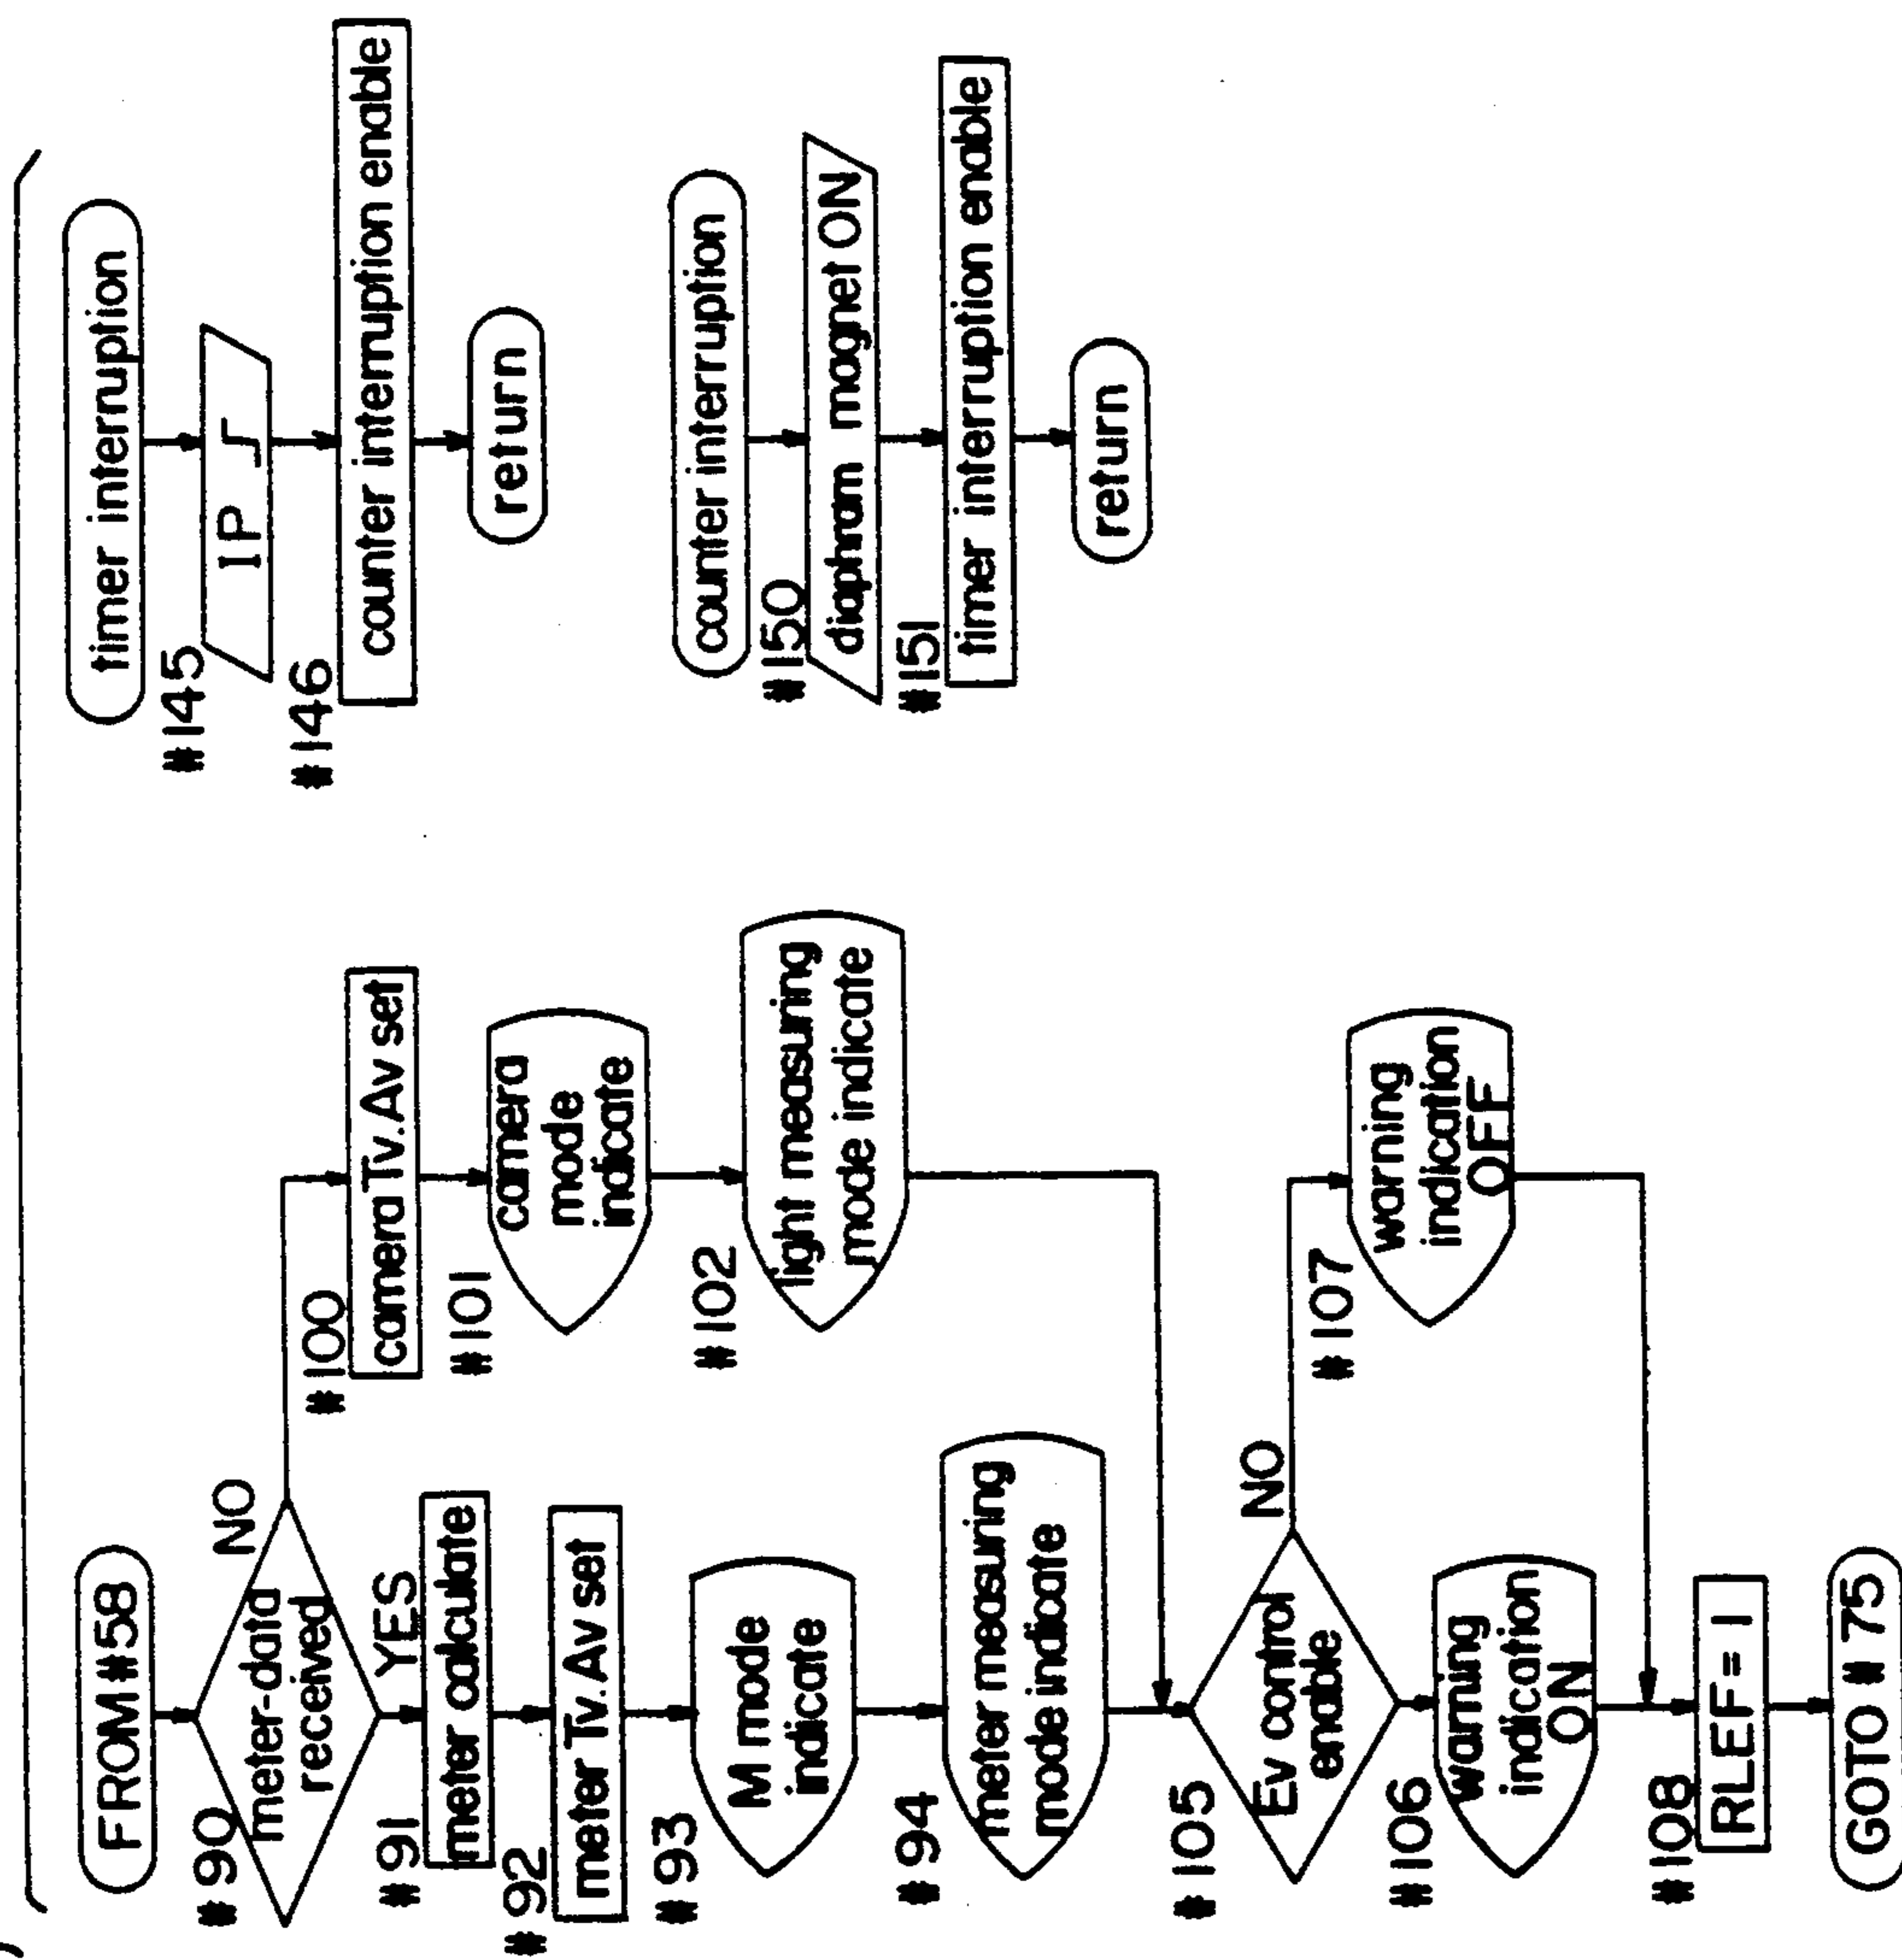 FROM #58
#90
meter-data
received
NO
YES
#91
meter calculate
#92
meter Tv.Av set
#93
M mode
indicate
#94
meter measuring
mode indicate
#100
camera Tv.Av set
#101
camera
mode
indicate
#102
light measuring
mode indicate
#105
Ev control
enable
NO
#106
warning
indication
ON
#107
warning
indication
OFF
#108
RLEF = 1
GOTO #75
timer interruption
#145
IP
#146
counter interruption enable
return
counter interruption
#150
diaphram magnet ON
#151
timer interruption enable
return